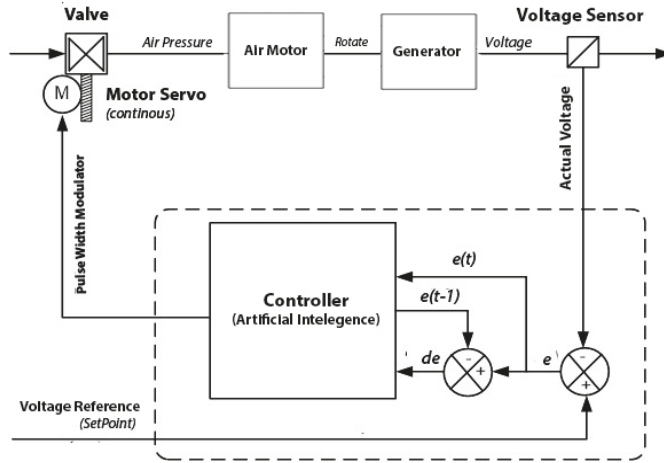 Valve
Voltage Sensor
Air Pressure
Air Motor
Rotate
Generator
Voltage
M
Motor Servo
(continous)
Pulse Width Modulator
Actual Voltage
Controller
(Artificial Intelegence)
e(t)
e(t-1)
de
e
-
+
-
+
Voltage Reference
(SetPoint)